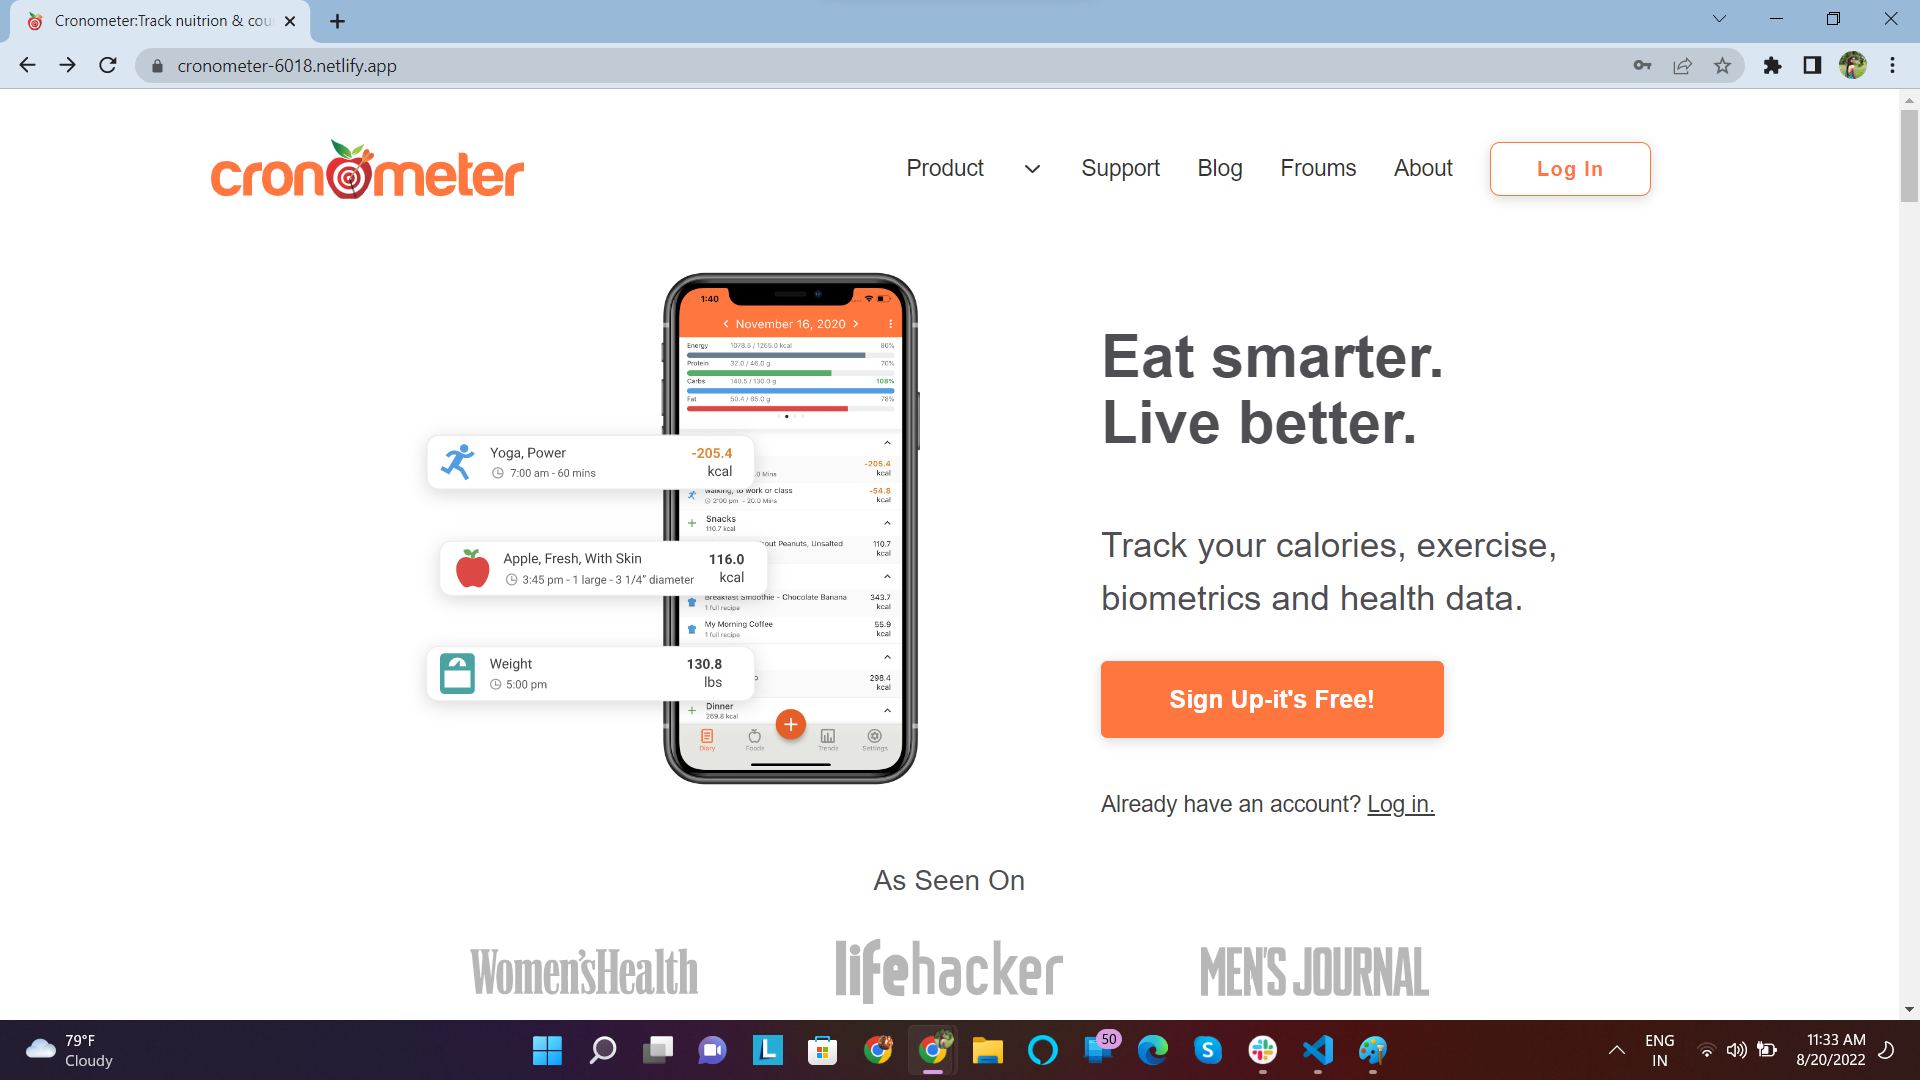 Cronometer:Track nuitrion & cou
cronometer-6018.netlify.app
cronometer
Product Support Blog Froums About Log In
1:40
November 16, 2020
Energy 1078.5 / 1265.0 kcal 86%
Protein 32.0 / 46.0 g 70%
Carbs 140.5 / 130.0 g 108%
Fat 50.4 / 65.0 g 78%
Yoga, Power -205.4
7:00 am - 60 mins kcal
-205.4
kcal
.0 Mins
walking, to work or class -54.8
2:00 pm - 20.0 Mins kcal
Snacks
110.7 kcal
out Peanuts, Unsalted 110.7
kcal
Apple, Fresh, With Skin 116.0
3:45 pm - 1 large - 3 1/4” diameter kcal
Breakfast Smoothie - Chocolate Banana 343.7
1 full recipe kcal
My Morning Coffee 55.9
1 full recipe kcal
Weight 130.8
5:00 pm lbs
298.4
kcal
Dinner
269.8 kcal
Diary Foods Trends Settings
Eat smarter.
Live better.
Track your calories, exercise,
biometrics and health data.
Sign Up-it's Free!
Already have an account? Log in.
As Seen On
Women'sHealth lifehacker MEN'S JOURNAL
79°F
Cloudy
L
50
S
ENG
IN
11:33 AM
8/20/2022